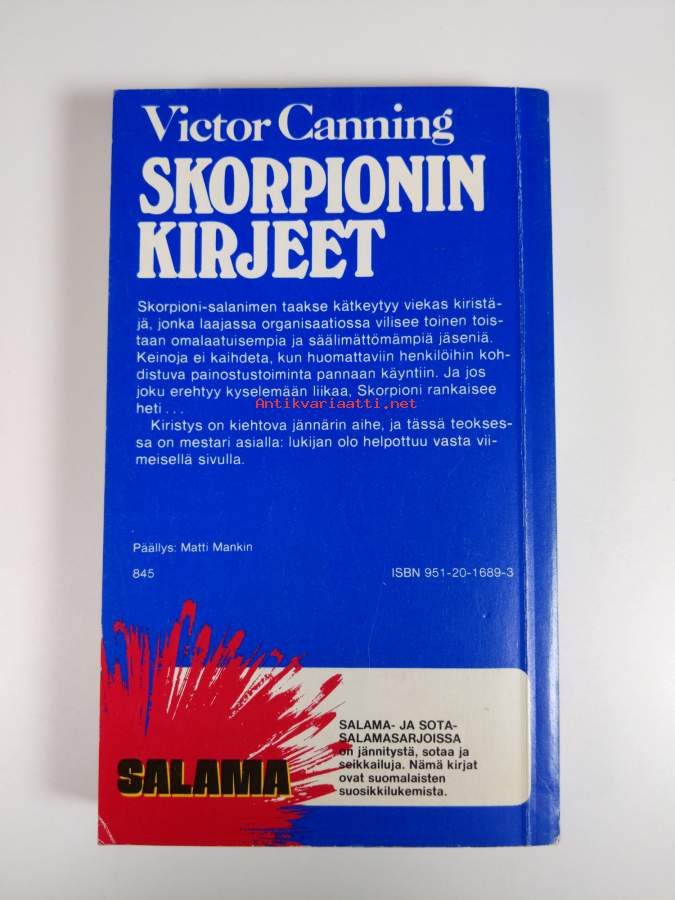 Victor Canning
SKORPIONIN
KIRJEET
Skorpioni-salanimen taakse kätkeytyy viekas kiristä-
jä, jonka laajassa organisaatiossa vilisee toinen tois-
taan omalaatuisempia ja säälimättömämpiä jäseniä.
Keinoja ei kaihdeta, kun huomattaviin henkilöihin koh-
distuva painostustoiminta pannaan käyntiin. Ja jos
joku erehtyy kyselemään liikaa, Skorpioni rankaisee
heti...
Antikvariaatti.net
Kiristys on kiehtova jännärin aihe, ja tässä teokses-
sa on mestari asialla: lukijan olo helpottuu vasta vii-
meisellä sivulla.
Päällys: Matti Mankin
845
ISBN 951-20-1689-3
SALAMA
SALAMA- JA SOTA-
SALAMASARJOISSA
on jännitystä, sotaa ja
seikkailuja. Nämä kirjat
ovat suomalaisten
suosikkilukemista.